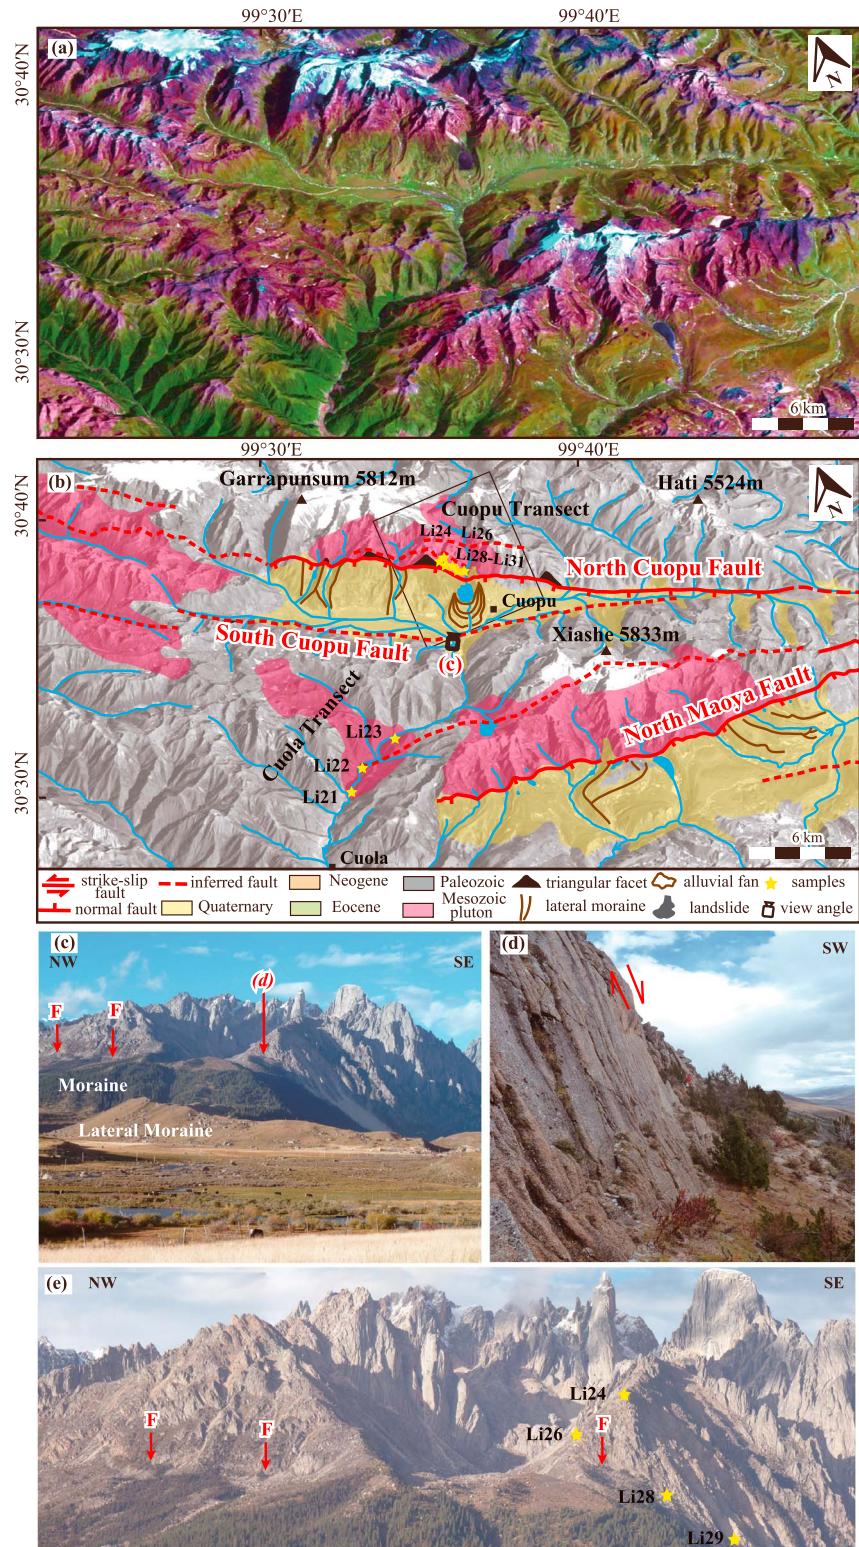 99°30′E 99°40′E
(a)
30°40′N
N
30°30′N
6 km
99°30′E 99°40′E
(b)
Garrapunsum 5812m
Hati 5524m
N
30°40′N
Cuopu Transect
Li24 Li26
Li28-Li31
North Cuopu Fault
Cuopu
South Cuopu Fault
Xiashe 5833m
(c)
Cuola Transect
North Maoya Fault
Li23
Li22
30°30′N
Li21
Cuola
6 km
strike-slip fault
inferred fault
Neogene
Paleozoic
triangular facet
alluvial fan
samples
normal fault
Quaternary
Eocene
Mesozoic pluton
lateral moraine
landslide
view angle
(c)
NW SE
F F (d)
Moraine
Lateral Moraine
(d)
SW
(e)
NW SE
Li24
F F Li26 F
Li28
Li29